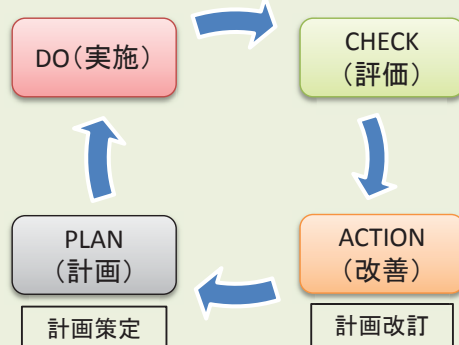 DO（実施）
CHECK
（評価）
PLAN
（計画）
ACTION
（改善）
計画策定
計画改訂